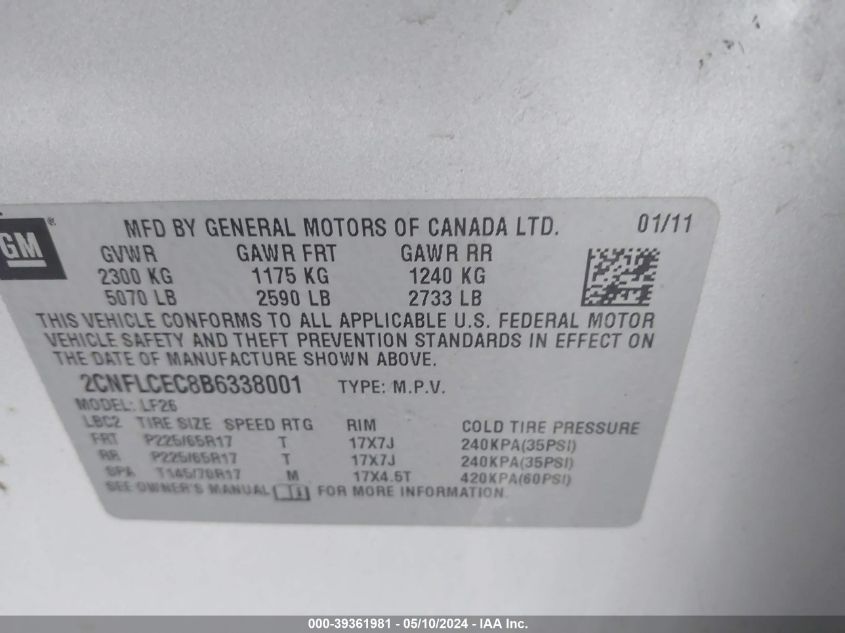 GM ® MFD BY GENERAL MOTORS OF CANADA LTD. 01/11
GVWR GAWR FRT GAWR RR
2300 KG 1175 KG 1240 KG
5070 LB 2590 LB 2733 LB
THIS VEHICLE CONFORMS TO ALL APPLICABLE U.S. FEDERAL MOTOR
VEHICLE SAFETY AND THEFT PREVENTION STANDARDS IN EFFECT ON
THE DATE OF MANUFACTURE SHOWN ABOVE.
2CNFLCEC8B6338001 TYPE: M.P.V.
MODEL: LF26
LBC2 TIRE SIZE SPEED RTG RIM COLD TIRE PRESSURE
FRT P225/65R17 T 17X7J 240KPA(35PSI)
RR P225/65R17 T 17X7J 240KPA(35PSI)
SPA T145/70R17 M 17X4.5T 420KPA(60PSI)
SEE OWNER'S MANUAL FOR MORE INFORMATION.
000-39361981 - 05/10/2024 - IAA Inc.